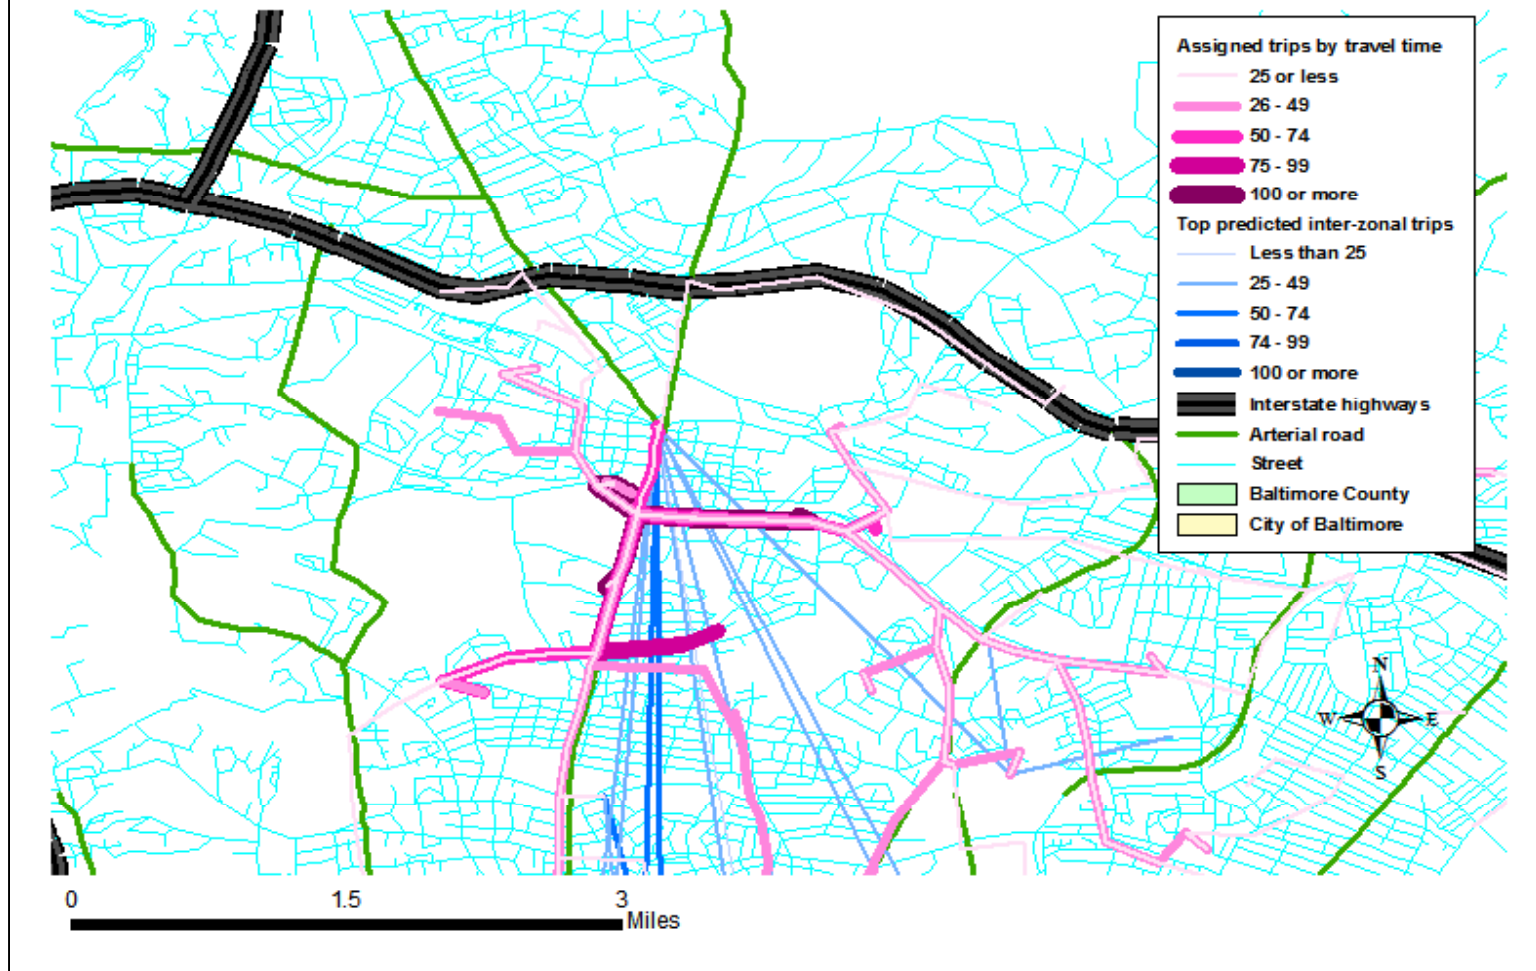 Assigned trips by travel time
25 or less
26 - 49
50 - 74
75 - 99
100 or more
Top predicted inter-zonal trips
Less than 25
25 - 49
50 - 74
74 - 99
100 or more
Interstate highways
Arterial road
Street
Baltimore County
City of Baltimore
N
W E
S
0 1.5 3
Miles